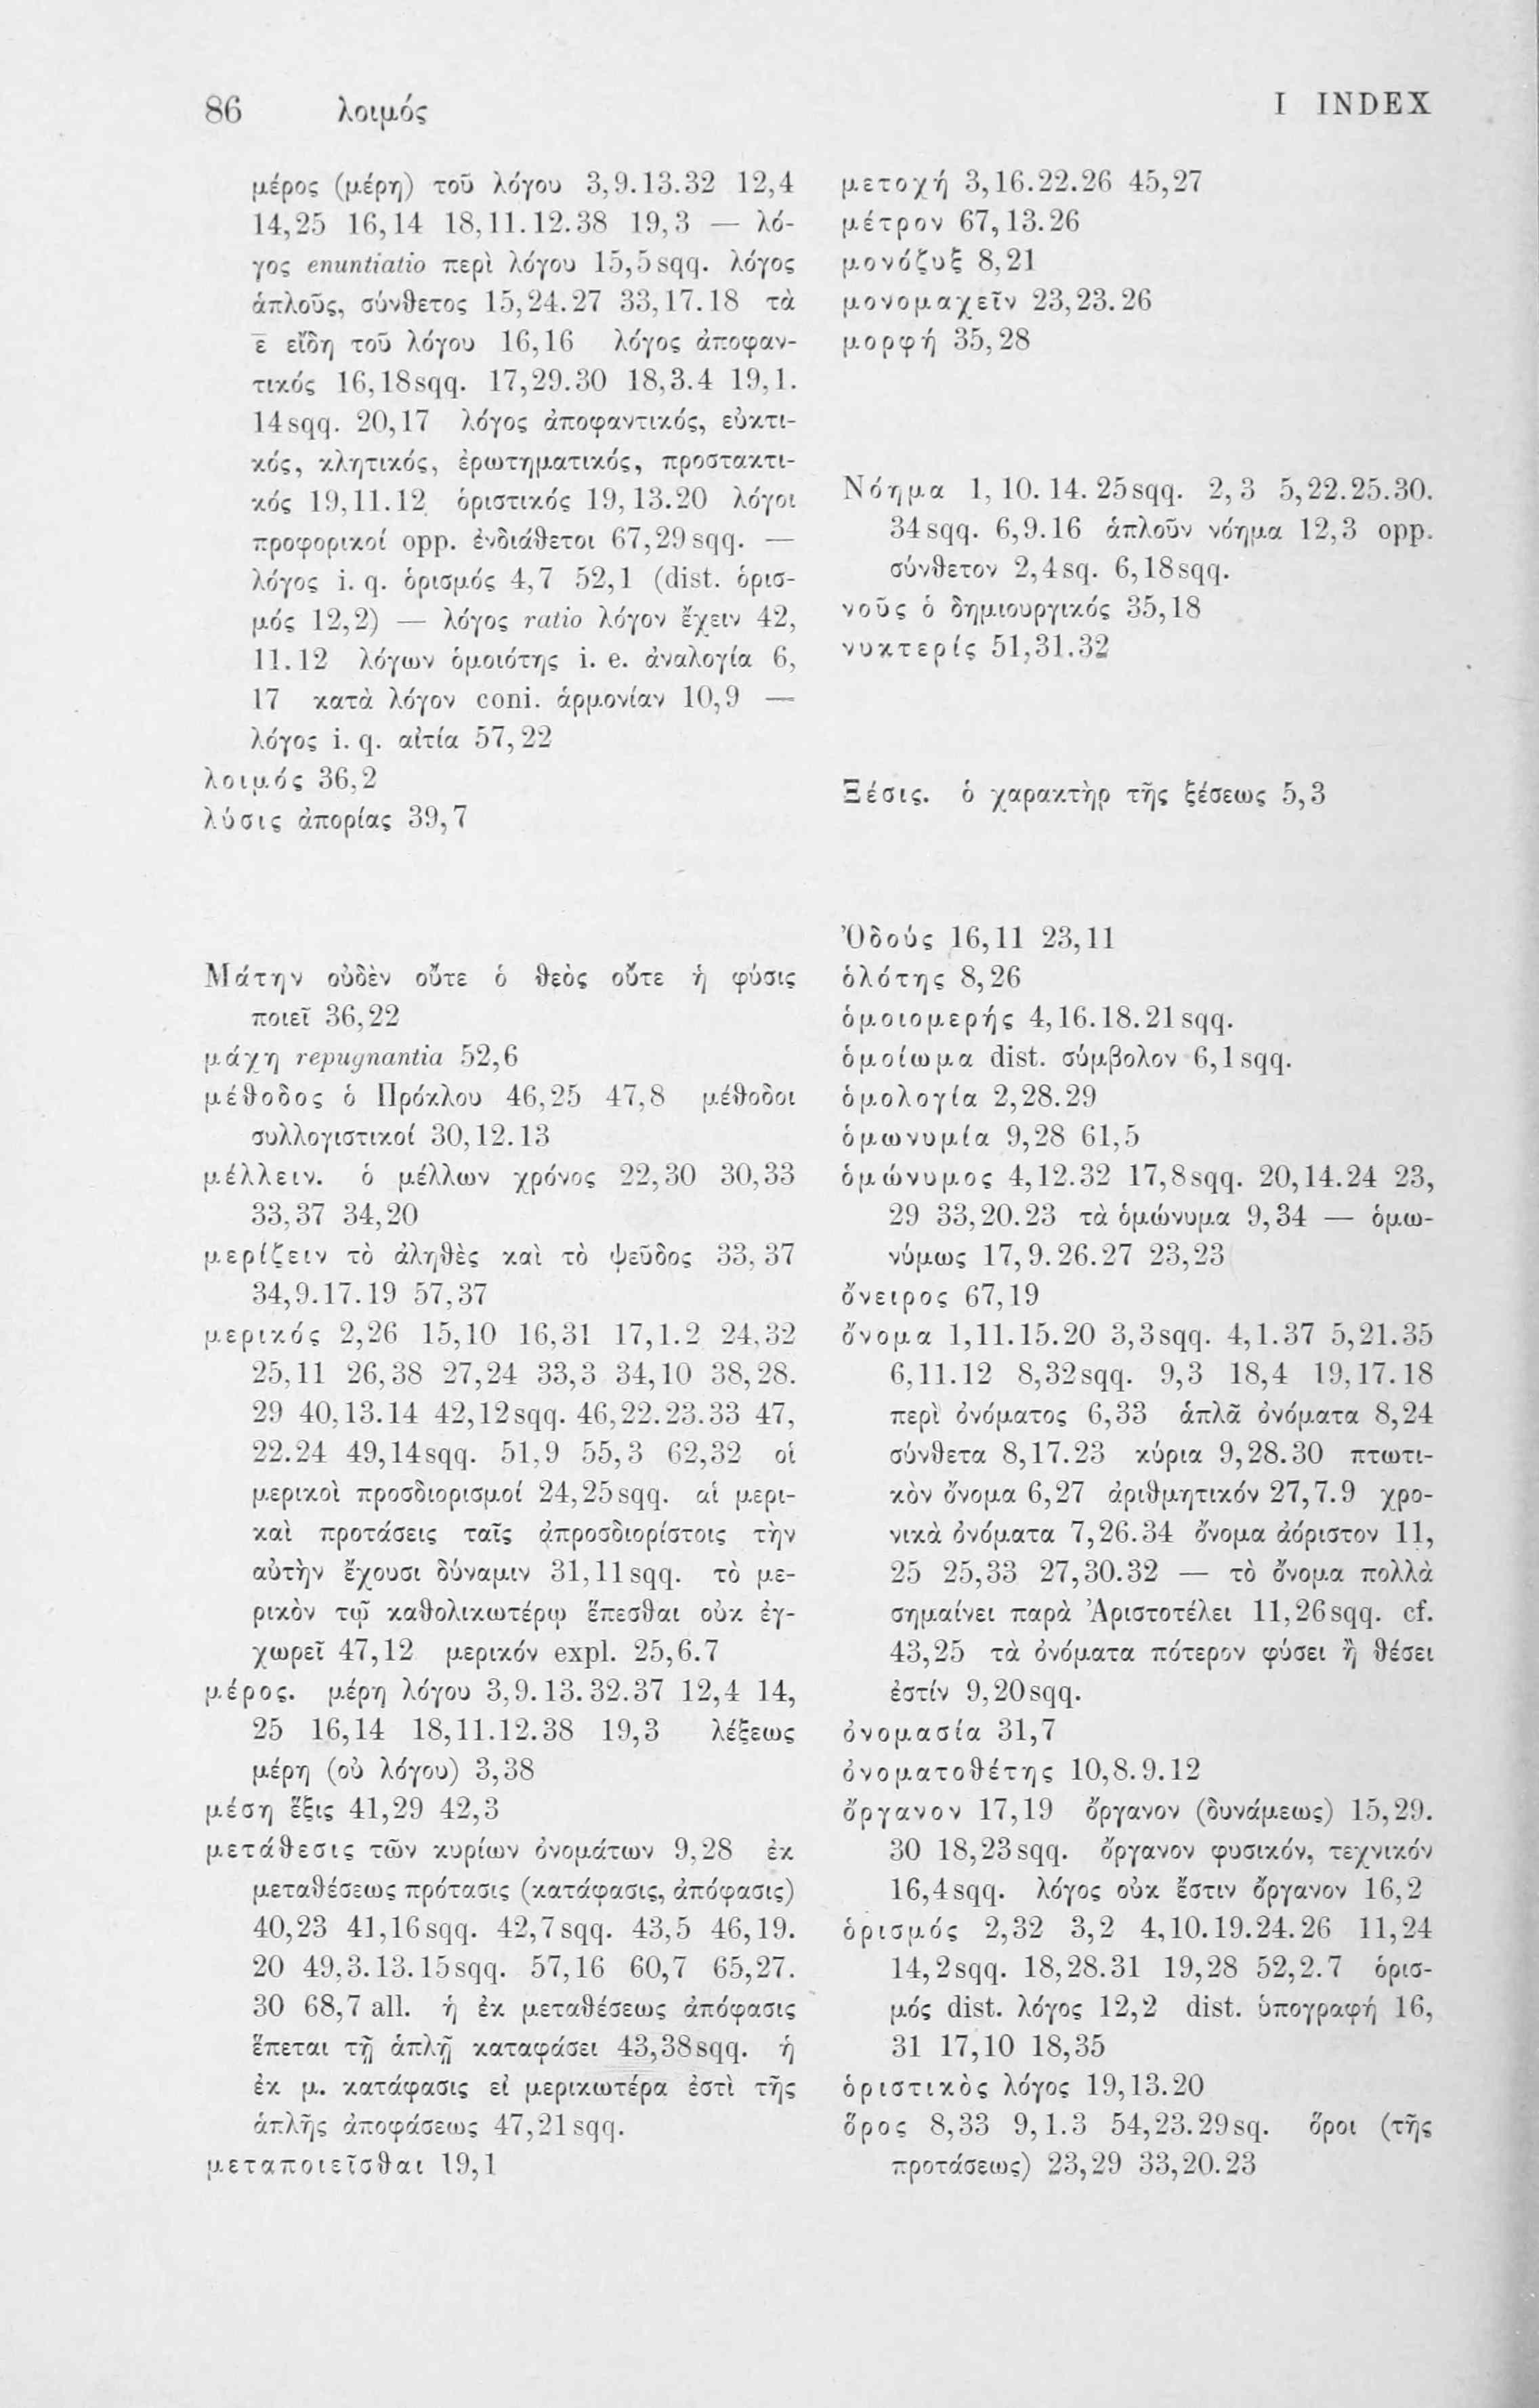 86 λοιμός I INDEX
μέρος (μέρη) τοῦ λόγου 3,9.13.32 12,4
14,25 16,14 18,11.12.38 19,3 — λό-
γος enuntiatio περὶ λόγου 15,5sqq. λόγος
ἁπλοῦς, σύνθετος 15,24.27 33,17.18 τὰ
ε̄ εἴδη τοῦ λόγου 16,16 λόγος ἀποφαν-
τικός 16,18sqq. 17,29.30 18,3.4 19,1.
14sqq. 20,17 λόγος ἀποφαντικός, εὐκτι-
κός, κλητικός, ἐρωτηματικός, προστακτι-
κός 19,11.12 ὁριστικός 19,13.20 λόγοι
προφορικοί opp. ἐνδιάθετοι 67,29sqq. —
λόγος i. q. ὁρισμός 4,7 52,1 (dist. ὁρισ-
μός 12,2) — λόγος ratio λόγον ἔχειν 42,
11.12 λόγων ὁμοιότης i. e. ἀναλογία 6,
17 κατὰ λόγον coni. ἁρμονίαν 10,9 —
λόγος i. q. αἰτία 57,22
λοιμός 36,2
λύσις ἀπορίας 39,7
Μάτην οὐδὲν οὔτε ὁ θεὸς οὔτε ἡ φύσις
ποιεῖ 36,22
μάχη repugnantia 52,6
μέθοδος ὁ Πρόκλου 46,25 47,8 μέθοδοι
συλλογιστικοί 30,12.13
μέλλειν. ὁ μέλλων χρόνος 22,30 30,33
33,37 34,20
μερίζειν τὸ ἀληθὲς καὶ τὸ ψεῦδος 33,37
34,9.17.19 57,37
μερικός 2,26 15,10 16,31 17,1.2 24,32
25,11 26,38 27,24 33,3 34,10 38,28.
29 40,13.14 42,12sqq. 46,22.23.33 47,
22.24 49,14sqq. 51,9 55,3 62,32 οἱ
μερικοὶ προσδιορισμοί 24,25sqq. αἱ μερι-
καὶ προτάσεις ταῖς ἀπροσδιορίστοις τὴν
αὐτὴν ἔχουσι δύναμιν 31,11sqq. τὸ με-
ρικὸν τῷ καθολικωτέρῳ ἕπεσθαι οὐκ ἐγ-
χωρεῖ 47,12 μερικόν expl. 25,6.7
μέρος. μέρη λόγου 3,9.13.32.37 12,4 14,
25 16,14 18,11.12.38 19,3 λέξεως
μέρη (οὐ λόγου) 3,38
μέση ἕξις 41,29 42,3
μετάθεσις τῶν κυρίων ὀνομάτων 9,28 ἐκ
μεταθέσεως πρότασις (κατάφασις, ἀπόφασις)
40,23 41,16sqq. 42,7sqq. 43,5 46,19.
20 49,3.13.15sqq. 57,16 60,7 65,27.
30 68,7 all. ἡ ἐκ μεταθέσεως ἀπόφασις
ἕπεται τῇ ἁπλῇ καταφάσει 43,38sqq. ἡ
ἐκ μ. κατάφασις εἰ μερικωτέρα ἐστὶ τῆς
ἁπλῆς ἀποφάσεως 47,21sqq.
μεταποιεῖσθαι 19,1
μετοχή 3,16.22.26 45,27
μέτρον 67,13.26
μονόζυξ 8,21
μονομαχεῖν 23,23.26
μορφή 35,28
Νόημα 1,10.14.25sqq. 2,3 5,22.25.30.
34sqq. 6,9.16 ἁπλοῦν νόημα 12,3 opp.
σύνθετον 2,4sq. 6,18sqq.
νοῦς ὁ δημιουργικός 35,18
νυκτερίς 51,31.32
Ξέσις. ὁ χαρακτὴρ τῆς ξέσεως 5,3
Ὀδούς 16,11 23,11
ὁλότης 8,26
ὁμοιομερής 4,16.18.21sqq.
ὁμοίωμα dist. σύμβολον 6,1sqq.
ὁμολογία 2,28.29
ὁμωνυμία 9,28 61,5
ὁμώνυμος 4,12.32 17,8sqq. 20,14.24 23,
29 33,20.23 τὰ ὁμώνυμα 9,34 — ὁμω-
νύμως 17,9.26.27 23,23
ὄνειρος 67,19
ὄνομα 1,11.15.20 3,3sqq. 4,1.37 5,21.35
6,11.12 8,32sqq. 9,3 18,4 19,17.18
περὶ ὀνόματος 6,33 ἁπλᾶ ὀνόματα 8,24
σύνθετα 8,17.23 κύρια 9,28.30 πτωτι-
κὸν ὄνομα 6,27 ἀριθμητικόν 27,7.9 χρο-
νικὰ ὀνόματα 7,26.34 ὄνομα ἀόριστον 11,
25 25,33 27,30.32 — τὸ ὄνομα πολλὰ
σημαίνει παρὰ Ἀριστοτέλει 11,26sqq. cf.
43,25 τὰ ὀνόματα πότερον φύσει ἢ θέσει
ἐστίν 9,20sqq.
ὀνομασία 31,7
ὀνοματοθέτης 10,8.9.12
ὄργανον 17,19 ὄργανον (δυνάμεως) 15,29.
30 18,23sqq. ὄργανον φυσικόν, τεχνικόν
16,4sqq. λόγος οὐκ ἔστιν ὄργανον 16,2
ὁρισμός 2,32 3,2 4,10.19.24.26 11,24
14,2sqq. 18,28.31 19,28 52,2.7 ὁρισ-
μός dist. λόγος 12,2 dist. ὑπογραφή 16,
31 17,10 18,35
ὁριστικὸς λόγος 19,13.20
ὅρος 8,33 9,1.3 54,23.29sq. ὅροι (τῆς
προτάσεως) 23,29 33,20.23